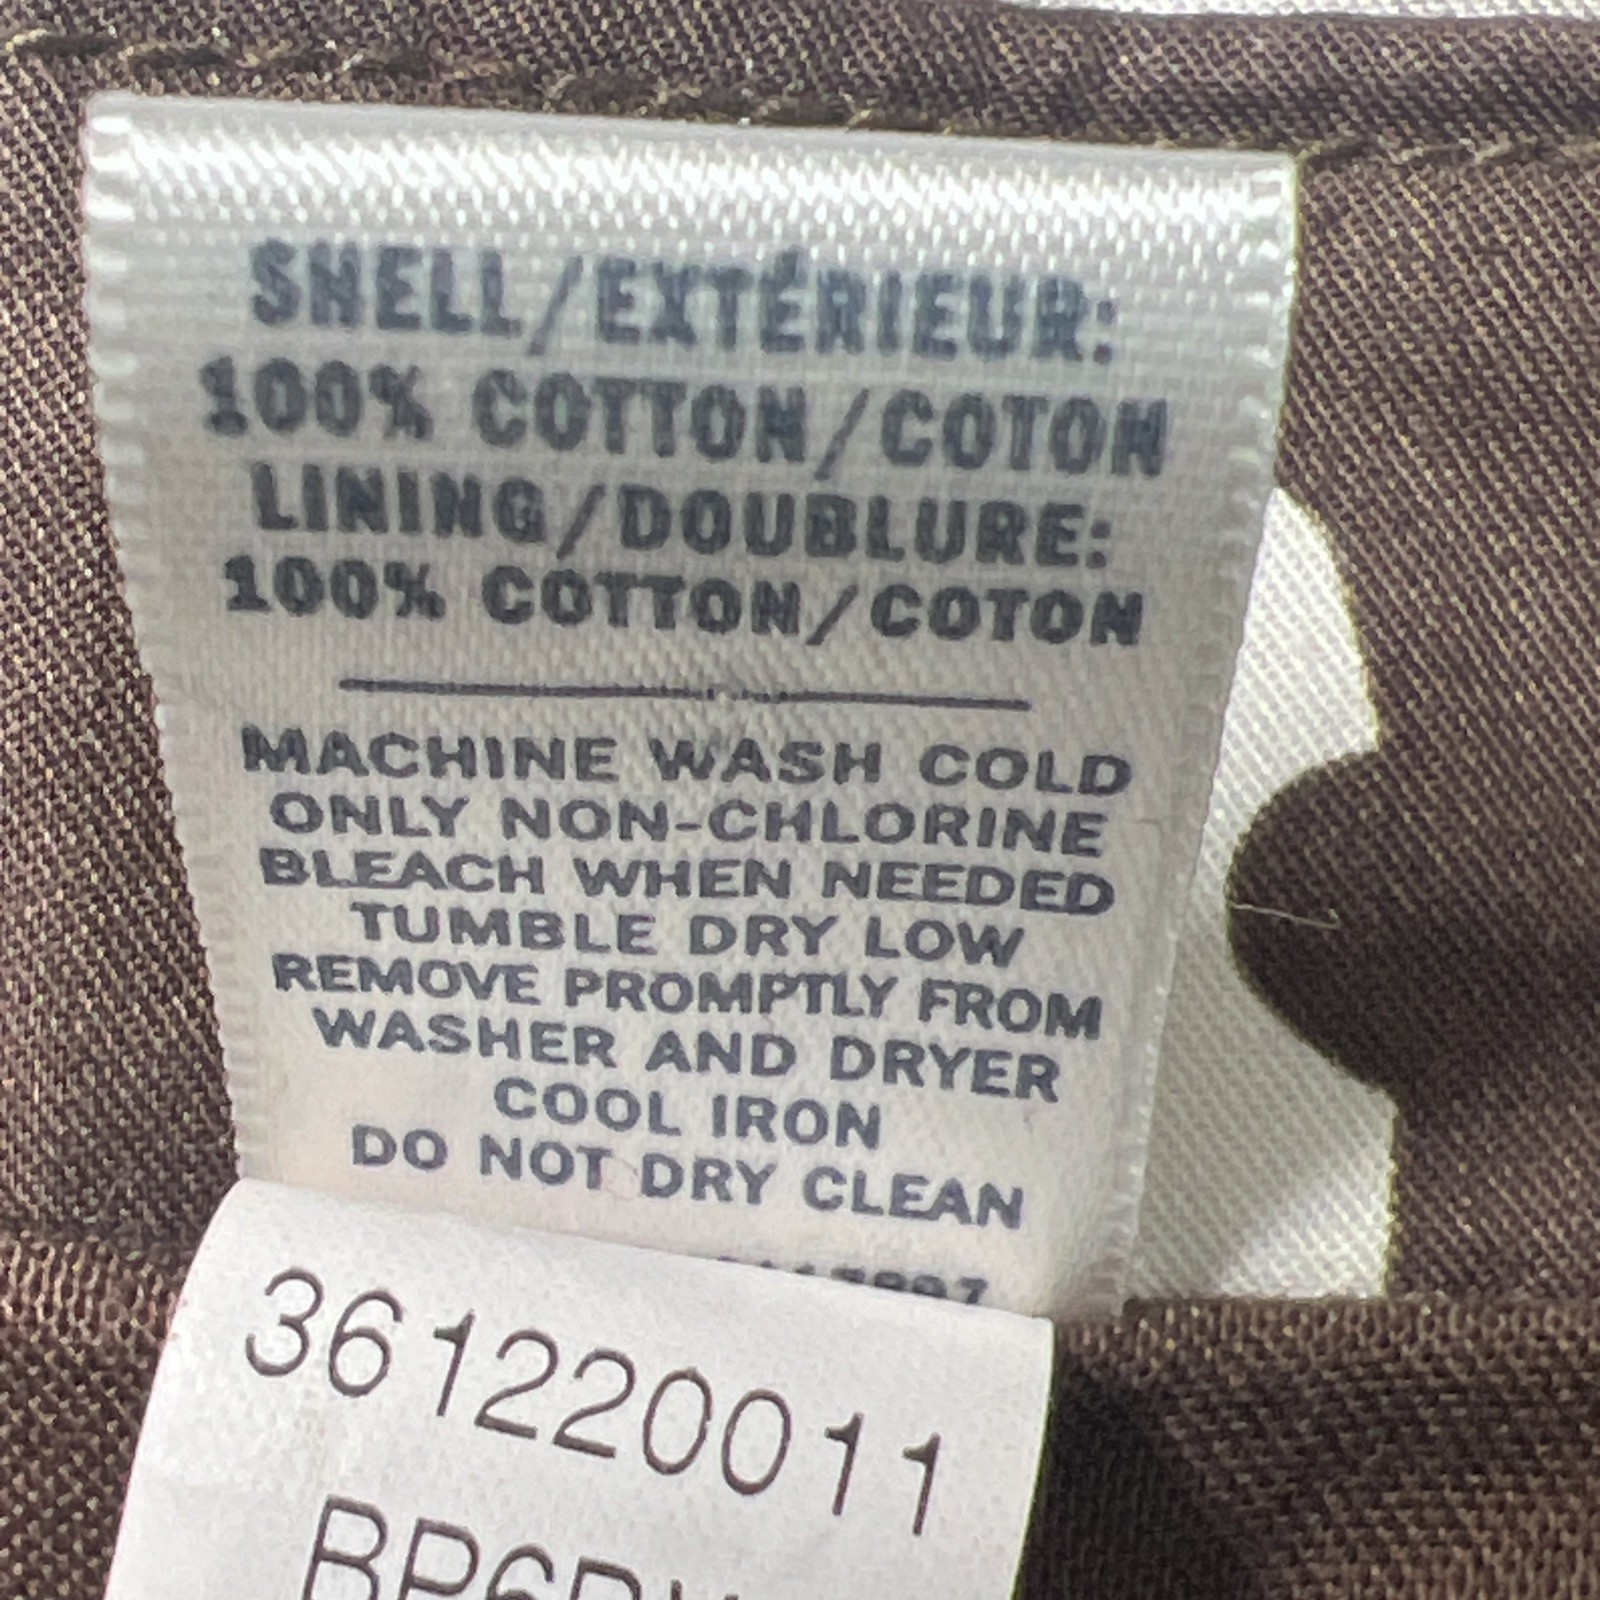 SHELL/EXTÉRIEUR:
100% COTTON/COTON
LINING/DOUBLURE:
100% COTTON/COTON
MACHINE WASH COLD
ONLY NON-CHLORINE
BLEACH WHEN NEEDED
TUMBLE DRY LOW
REMOVE PROMPTLY FROM
WASHER AND DRYER
COOL IRON
DO NOT DRY CLEAN
361220011